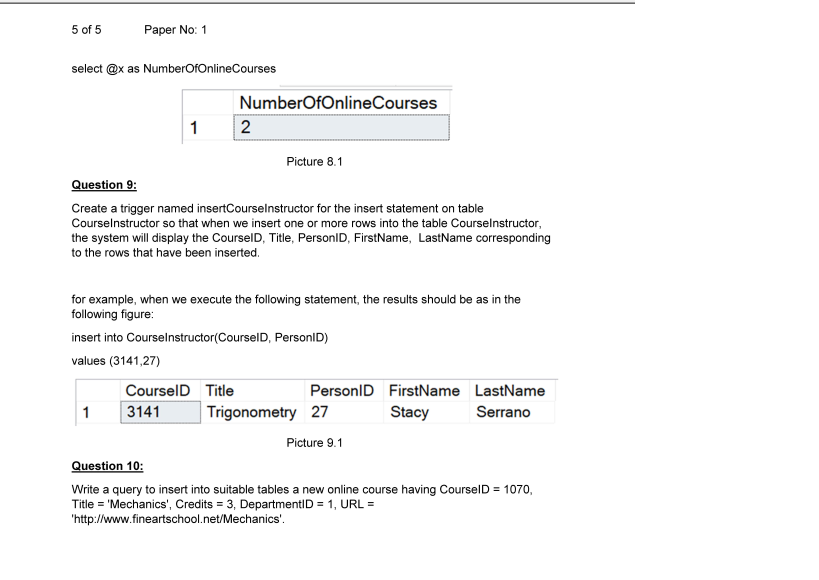 5 of 5 Paper No: 1
select @x as NumberOfOnlineCourses
NumberOfOnlineCourses
1 2
Picture 8.1
Question 9:
Create a trigger named insertCourseInstructor for the insert statement on table
CourseInstructor so that when we insert one or more rows into the table CourseInstructor,
the system will display the CourseID, Title, PersonID, FirstName, LastName corresponding
to the rows that have been inserted.
for example, when we execute the following statement, the results should be as in the
following figure:
insert into CourseInstructor(CourseID, PersonID)
values (3141,27)
CourseID Title PersonID FirstName LastName
1 3141 Trigonometry 27 Stacy Serrano
Picture 9.1
Question 10:
Write a query to insert into suitable tables a new online course having CourseID = 1070,
Title = 'Mechanics', Credits = 3, DepartmentID = 1, URL =
'http://www.fineartschool.net/Mechanics'.